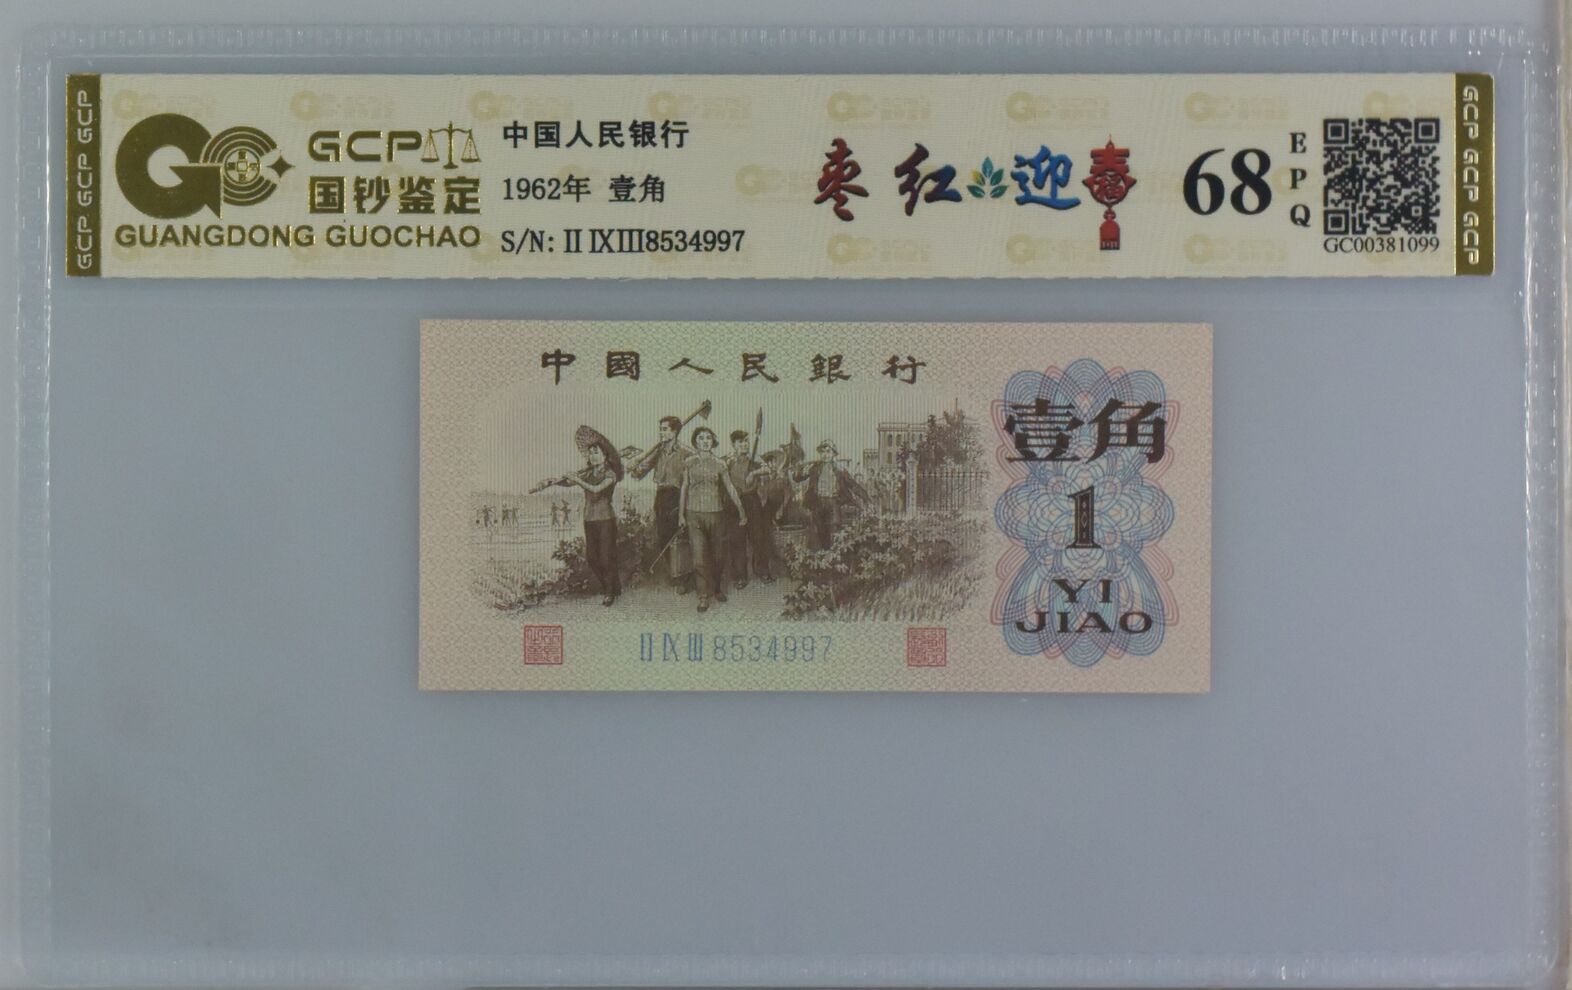 GCP GCP GCP
GCP
国钞鉴定
GUANGDONG GUOCHAO
中国人民银行
1962年 壹角
S/N: II IXIII8534997
枣红迎春
68
EPQ
GC00381099
GCP GCP GCP
中國人民銀行
壹角
1
YI
JIAO
II IX III 8534997